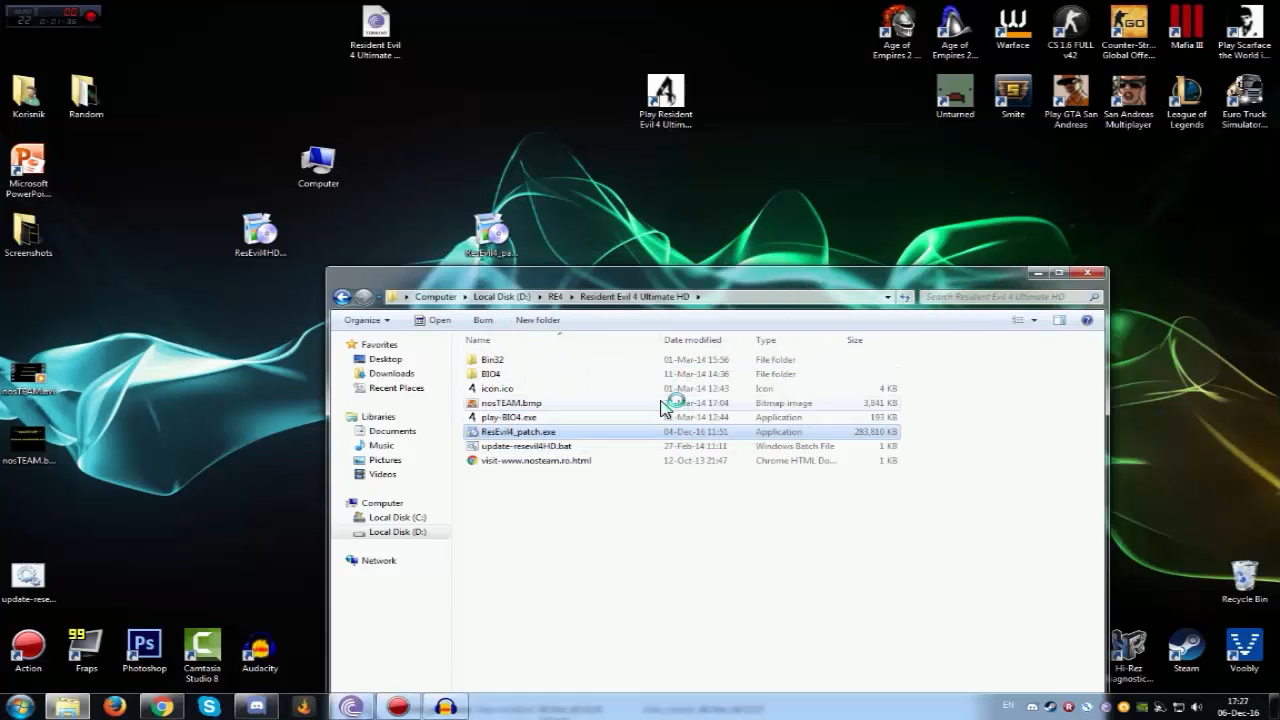 00:01:35
Resident Evil
4 Ultimate ...
Age of
Empires 2 ...
Age of
Empires 2...
Warface
CS 1.6 FULL
v42
Counter-Str...
Global Offe...
Mafia III
Play Scarface
the World i...
Korisnik
Random
Play Resident
Evil 4 Ultim...
Unturned
Smite
Play GTA San
Andreas
San Andreas
Multiplayer
League of
Legends
Euro Truck
Simulator...
Microsoft
PowerPoi...
Computer
Screenshots
ResEvil4HD...
ResEvil4_pa...
Computer
Local Disk (D:)
RE4
Resident Evil 4 Ultimate HD
Search Resident Evil 4 Ultimate HD
Organize
Open
Burn
New folder
Name
Date modified
Type
Size
Favorites
Desktop
Downloads
Recent Places
Libraries
Documents
Music
Pictures
Videos
Computer
Local Disk (C:)
Local Disk (D:)
Network
Bin32 01-Mar-14 15:56 File folder
BIO4 11-Mar-14 14:36 File folder
icon.ico 01-Mar-14 12:43 Icon 4 KB
nosTEAM.bmp -Mar-14 17:04 Bitmap image 3,841 KB
play-BIO4.exe -Mar-14 12:44 Application 193 KB
ResEvil4_patch.exe 04-Dec-16 11:51 Application 283,810 KB
update-resevil4HD.bat 27-Feb-14 11:11 Windows Batch File 1 KB
visit-www.nosteam.ro.html 12-Oct-13 21:47 Chrome HTML Do... 1 KB
nosTEAM.avi
nosTEAM.b...
update-rese...
Recycle Bin
Action
99
Fraps
Ps
Photoshop
Camtasia
Studio 8
Audacity
Hi-Rez
Diagnostic...
Steam
Voobly
EN
17:27
06-Dec-16